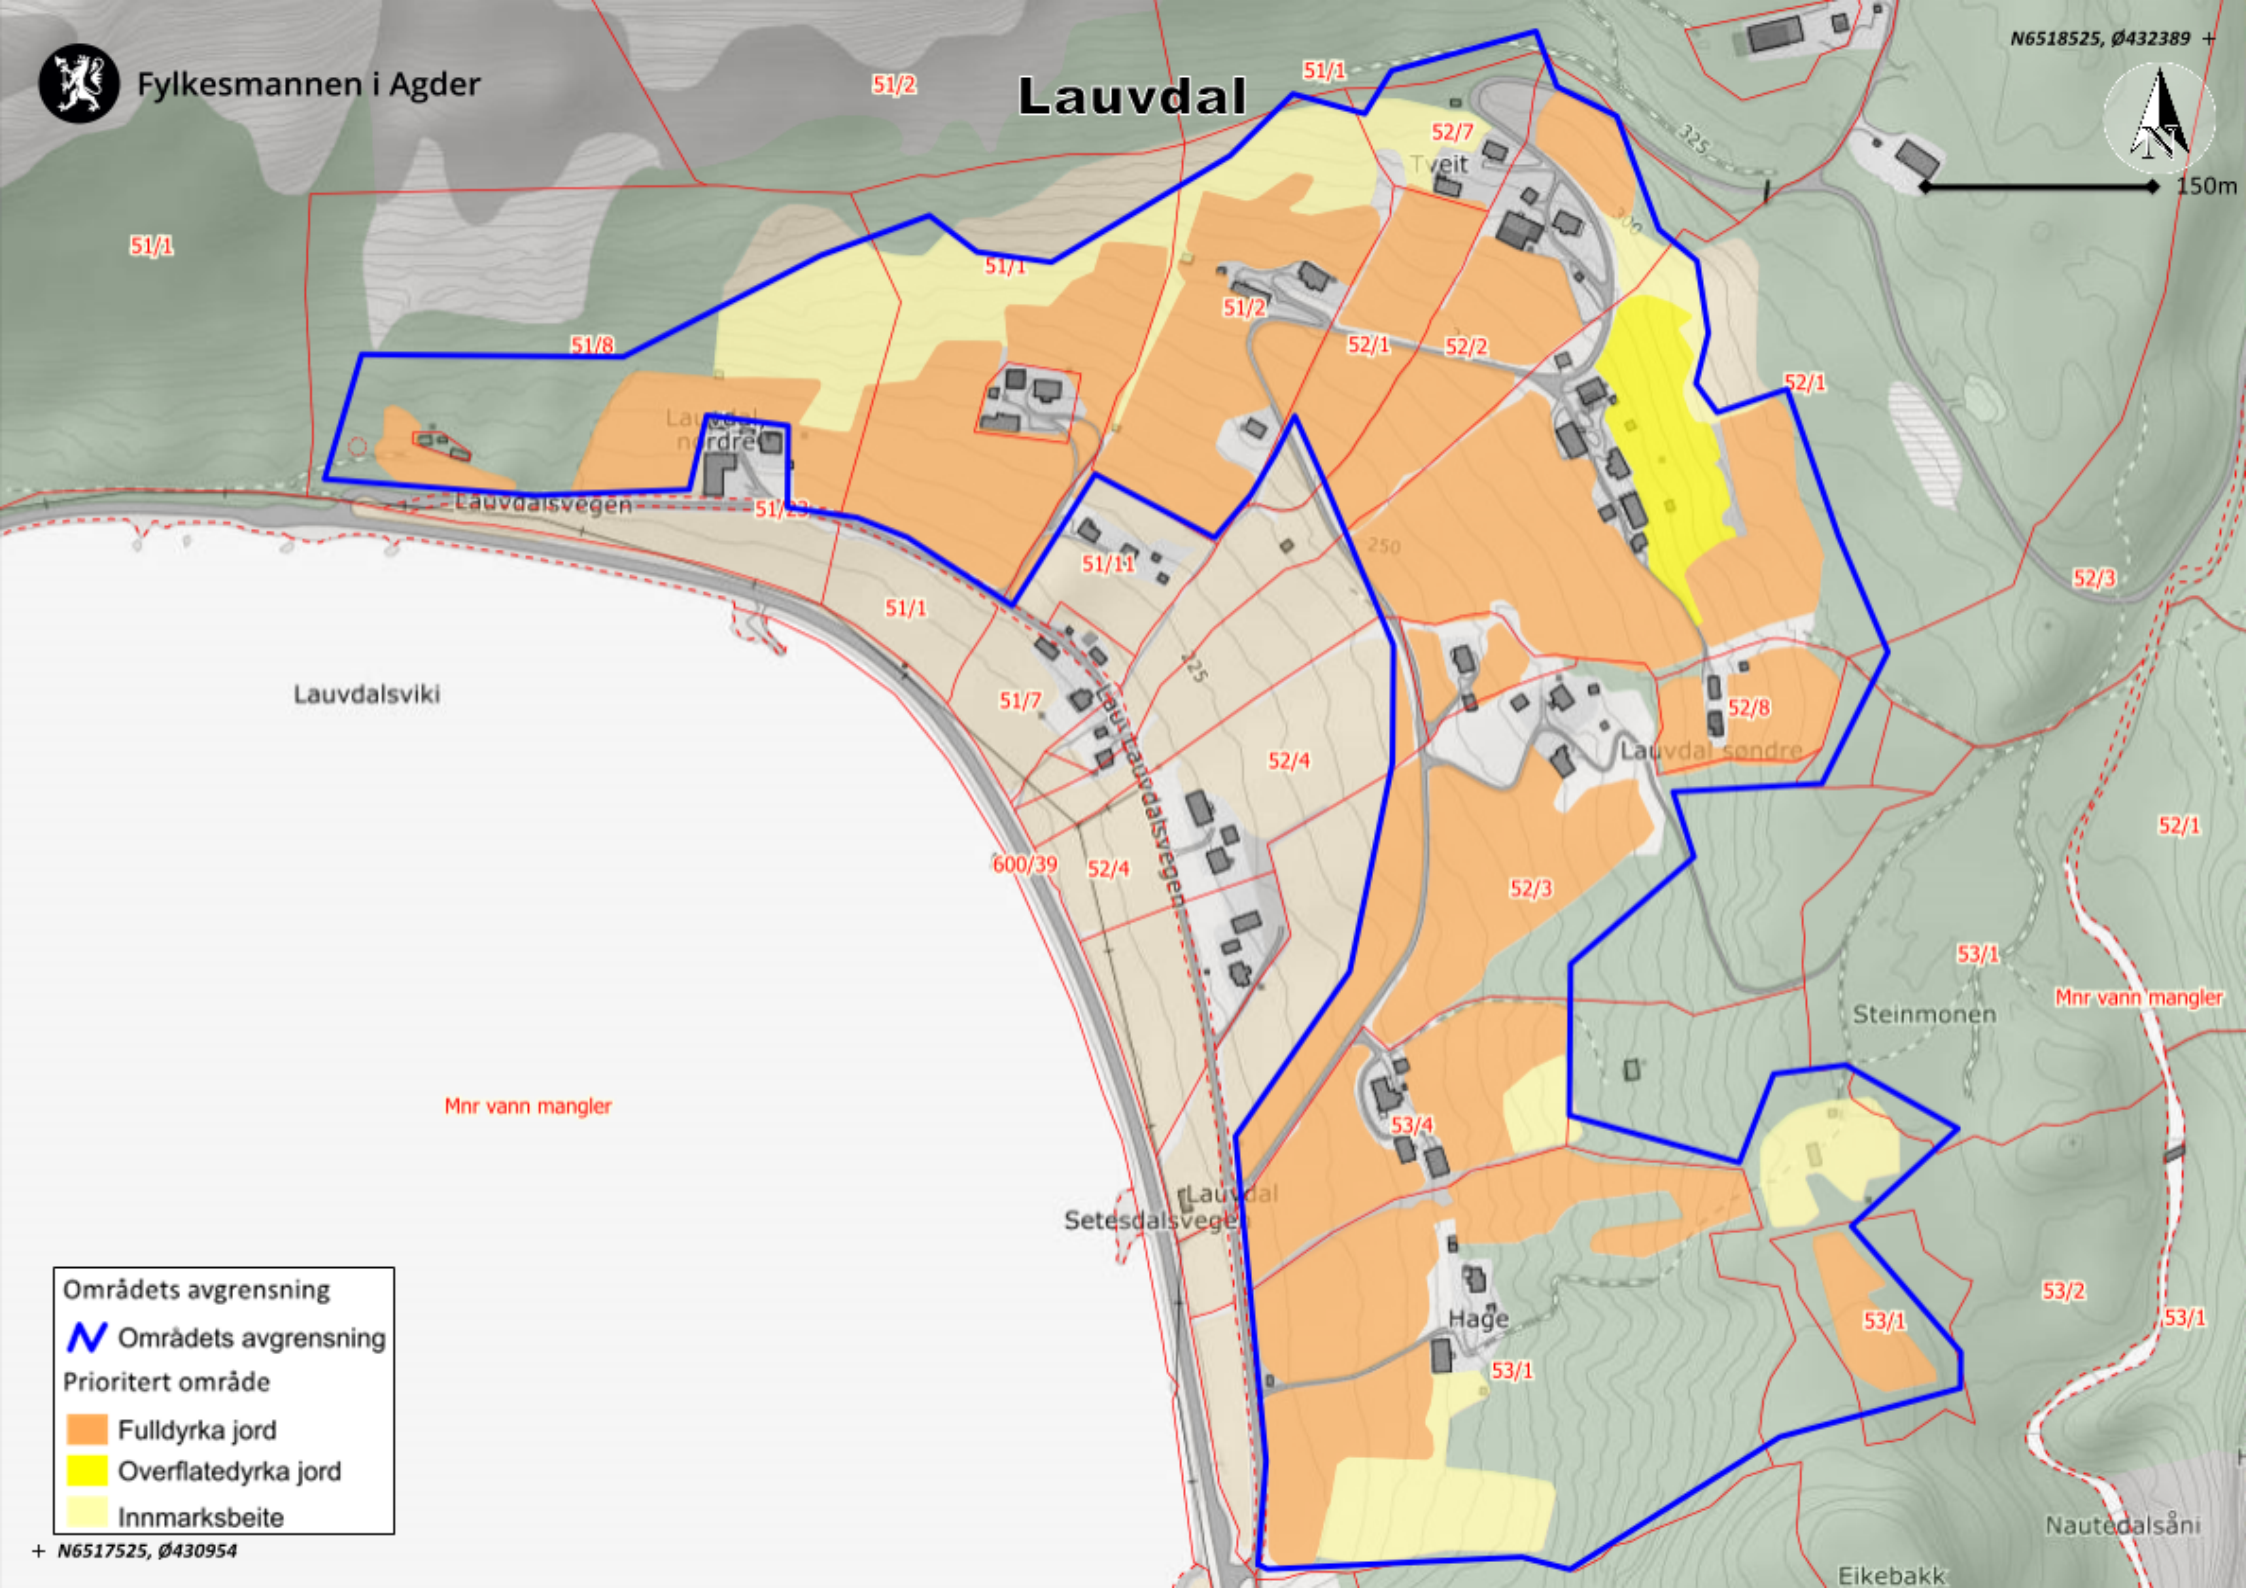 N6518525, Ø432389 +
Fylkesmannen i Agder
Lauvdal
51/2
51/1
52/7
Tveit
325
150m
N
51/1
300
51/1
51/2
51/8
52/1
52/2
52/1
Lauvdal
nordre
Lauvdalsvegen
51/23
250
51/11
52/3
51/1
225
Lauvdalsviki
51/7
52/8
Lauvdalsvegen
Lauvdal søndre
52/4
52/1
600/39
52/4
52/3
53/1
Mnr vann mangler
Steinmonen
Mnr vann mangler
53/4
Lauvdal
Setesdalsvegen
53/2
53/1
53/1
Hage
53/1
Områdets avgrensning
Områdets avgrensning
Prioritert område
Fulldyrka jord
Overflatedyrka jord
Innmarksbeite
Nautedalsåni
+ N6517525, Ø430954
Eikebakk